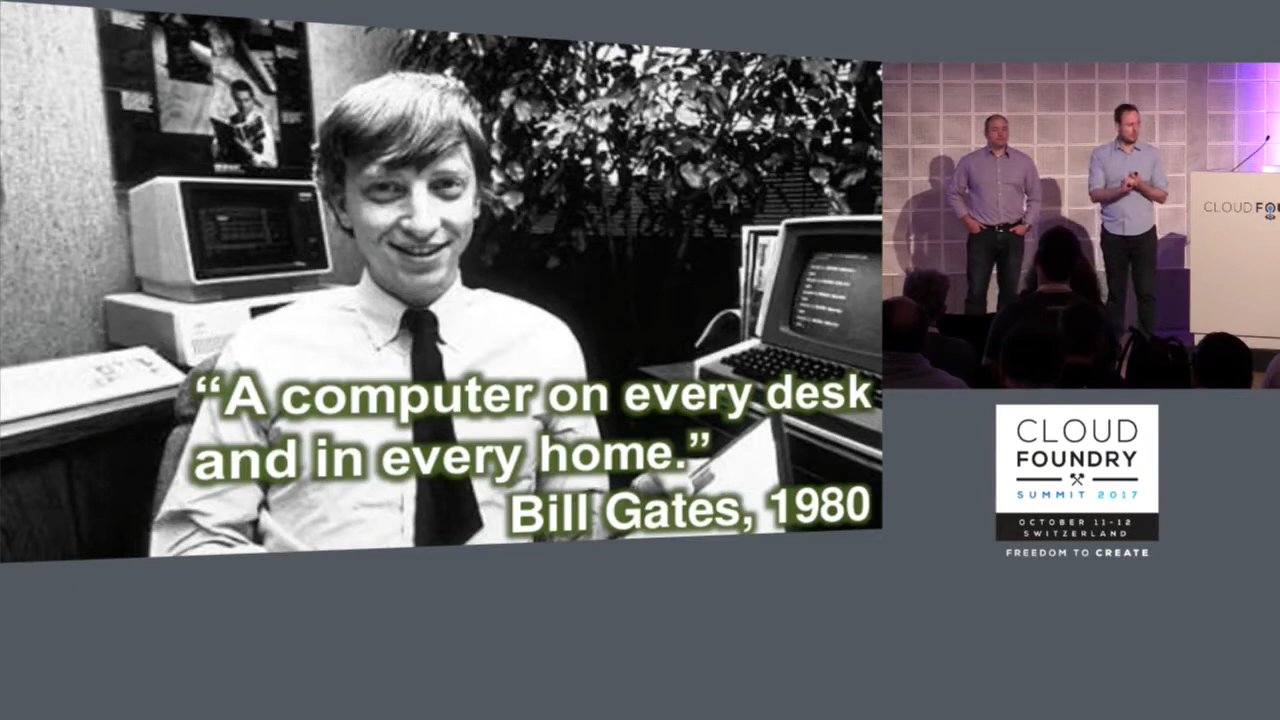 “A computer on every desk
and in every home.”
Bill Gates, 1980
CLOUD
CLOUD
FOUNDRY
SUMMIT 2017
OCTOBER 11-12
SWITZERLAND
FREEDOM TO CREATE